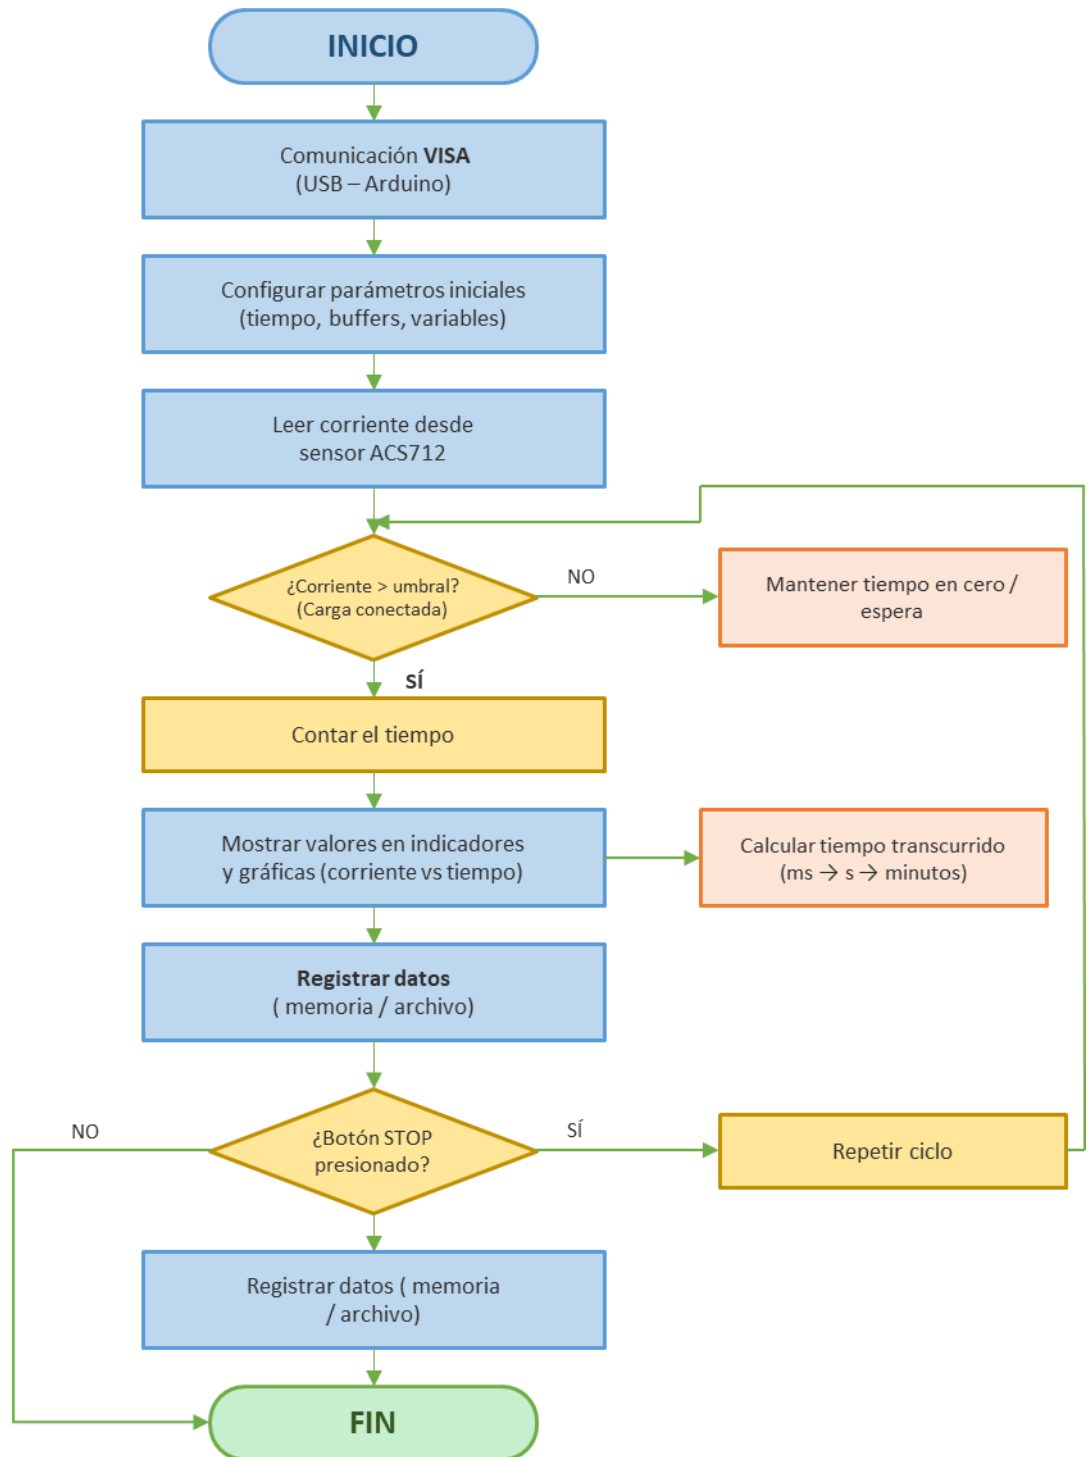 INICIO
Comunicación VISA
(USB – Arduino)
Configurar parámetros iniciales
(tiempo, buffers, variables)
Leer corriente desde
sensor ACS712
¿Corriente > umbral?
(Carga conectada)
NO
Mantener tiempo en cero /
espera
SÍ
Contar el tiempo
Mostrar valores en indicadores
y gráficas (corriente vs tiempo)
Calcular tiempo transcurrido
(ms → s → minutos)
Registrar datos
( memoria / archivo)
NO
¿Botón STOP
presionado?
SÍ
Repetir ciclo
Registrar datos ( memoria
/ archivo)
FIN